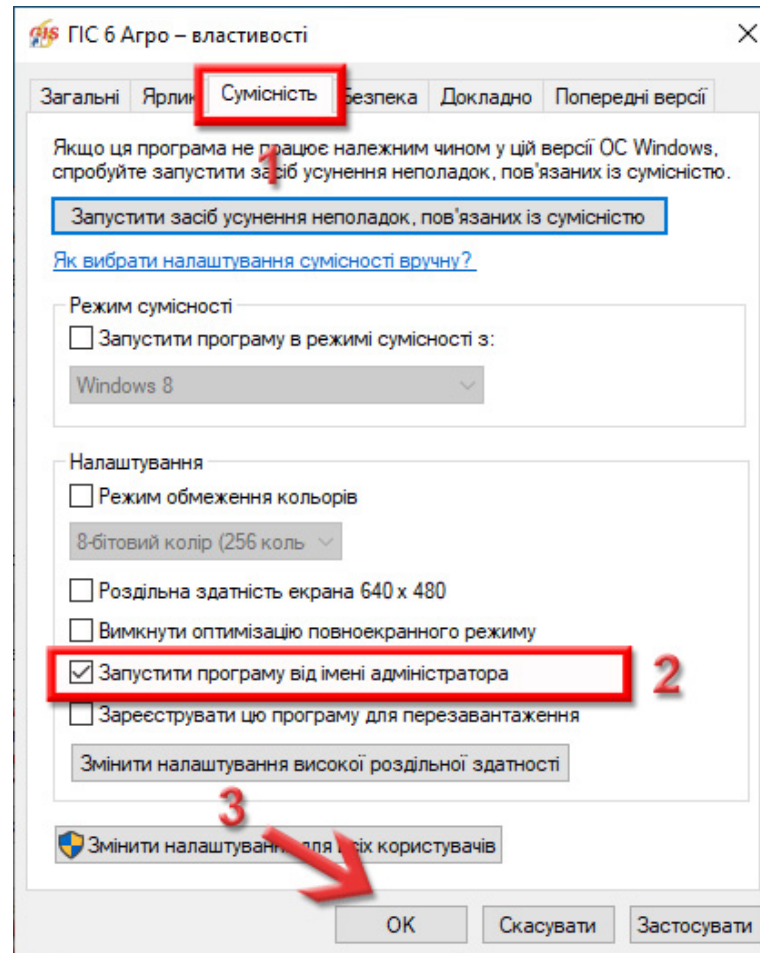 GIS ГІС 6 Агро – властивості
Загальні Ярлик Сумісність Безпека Докладно Попередні версії
1
Якщо ця програма не працює належним чином у цій версії ОС Windows,
спробуйте запустити засіб усунення неполадок, пов'язаних із сумісністю.
Запустити засіб усунення неполадок, пов'язаних із сумісністю
Як вибрати налаштування сумісності вручну?
Режим сумісності
Запустити програму в режимі сумісності з:
Windows 8
Налаштування
Режим обмеження кольорів
8-бітовий колір (256 коль
Роздільна здатність екрана 640 x 480
Вимкнути оптимізацію повноекранного режиму
Запустити програму від імені адміністратора 2
Зареєструвати цю програму для перезавантаження
Змінити налаштування високої роздільної здатності
3
Змінити налаштування для всіх користувачів
OK Скасувати Застосувати